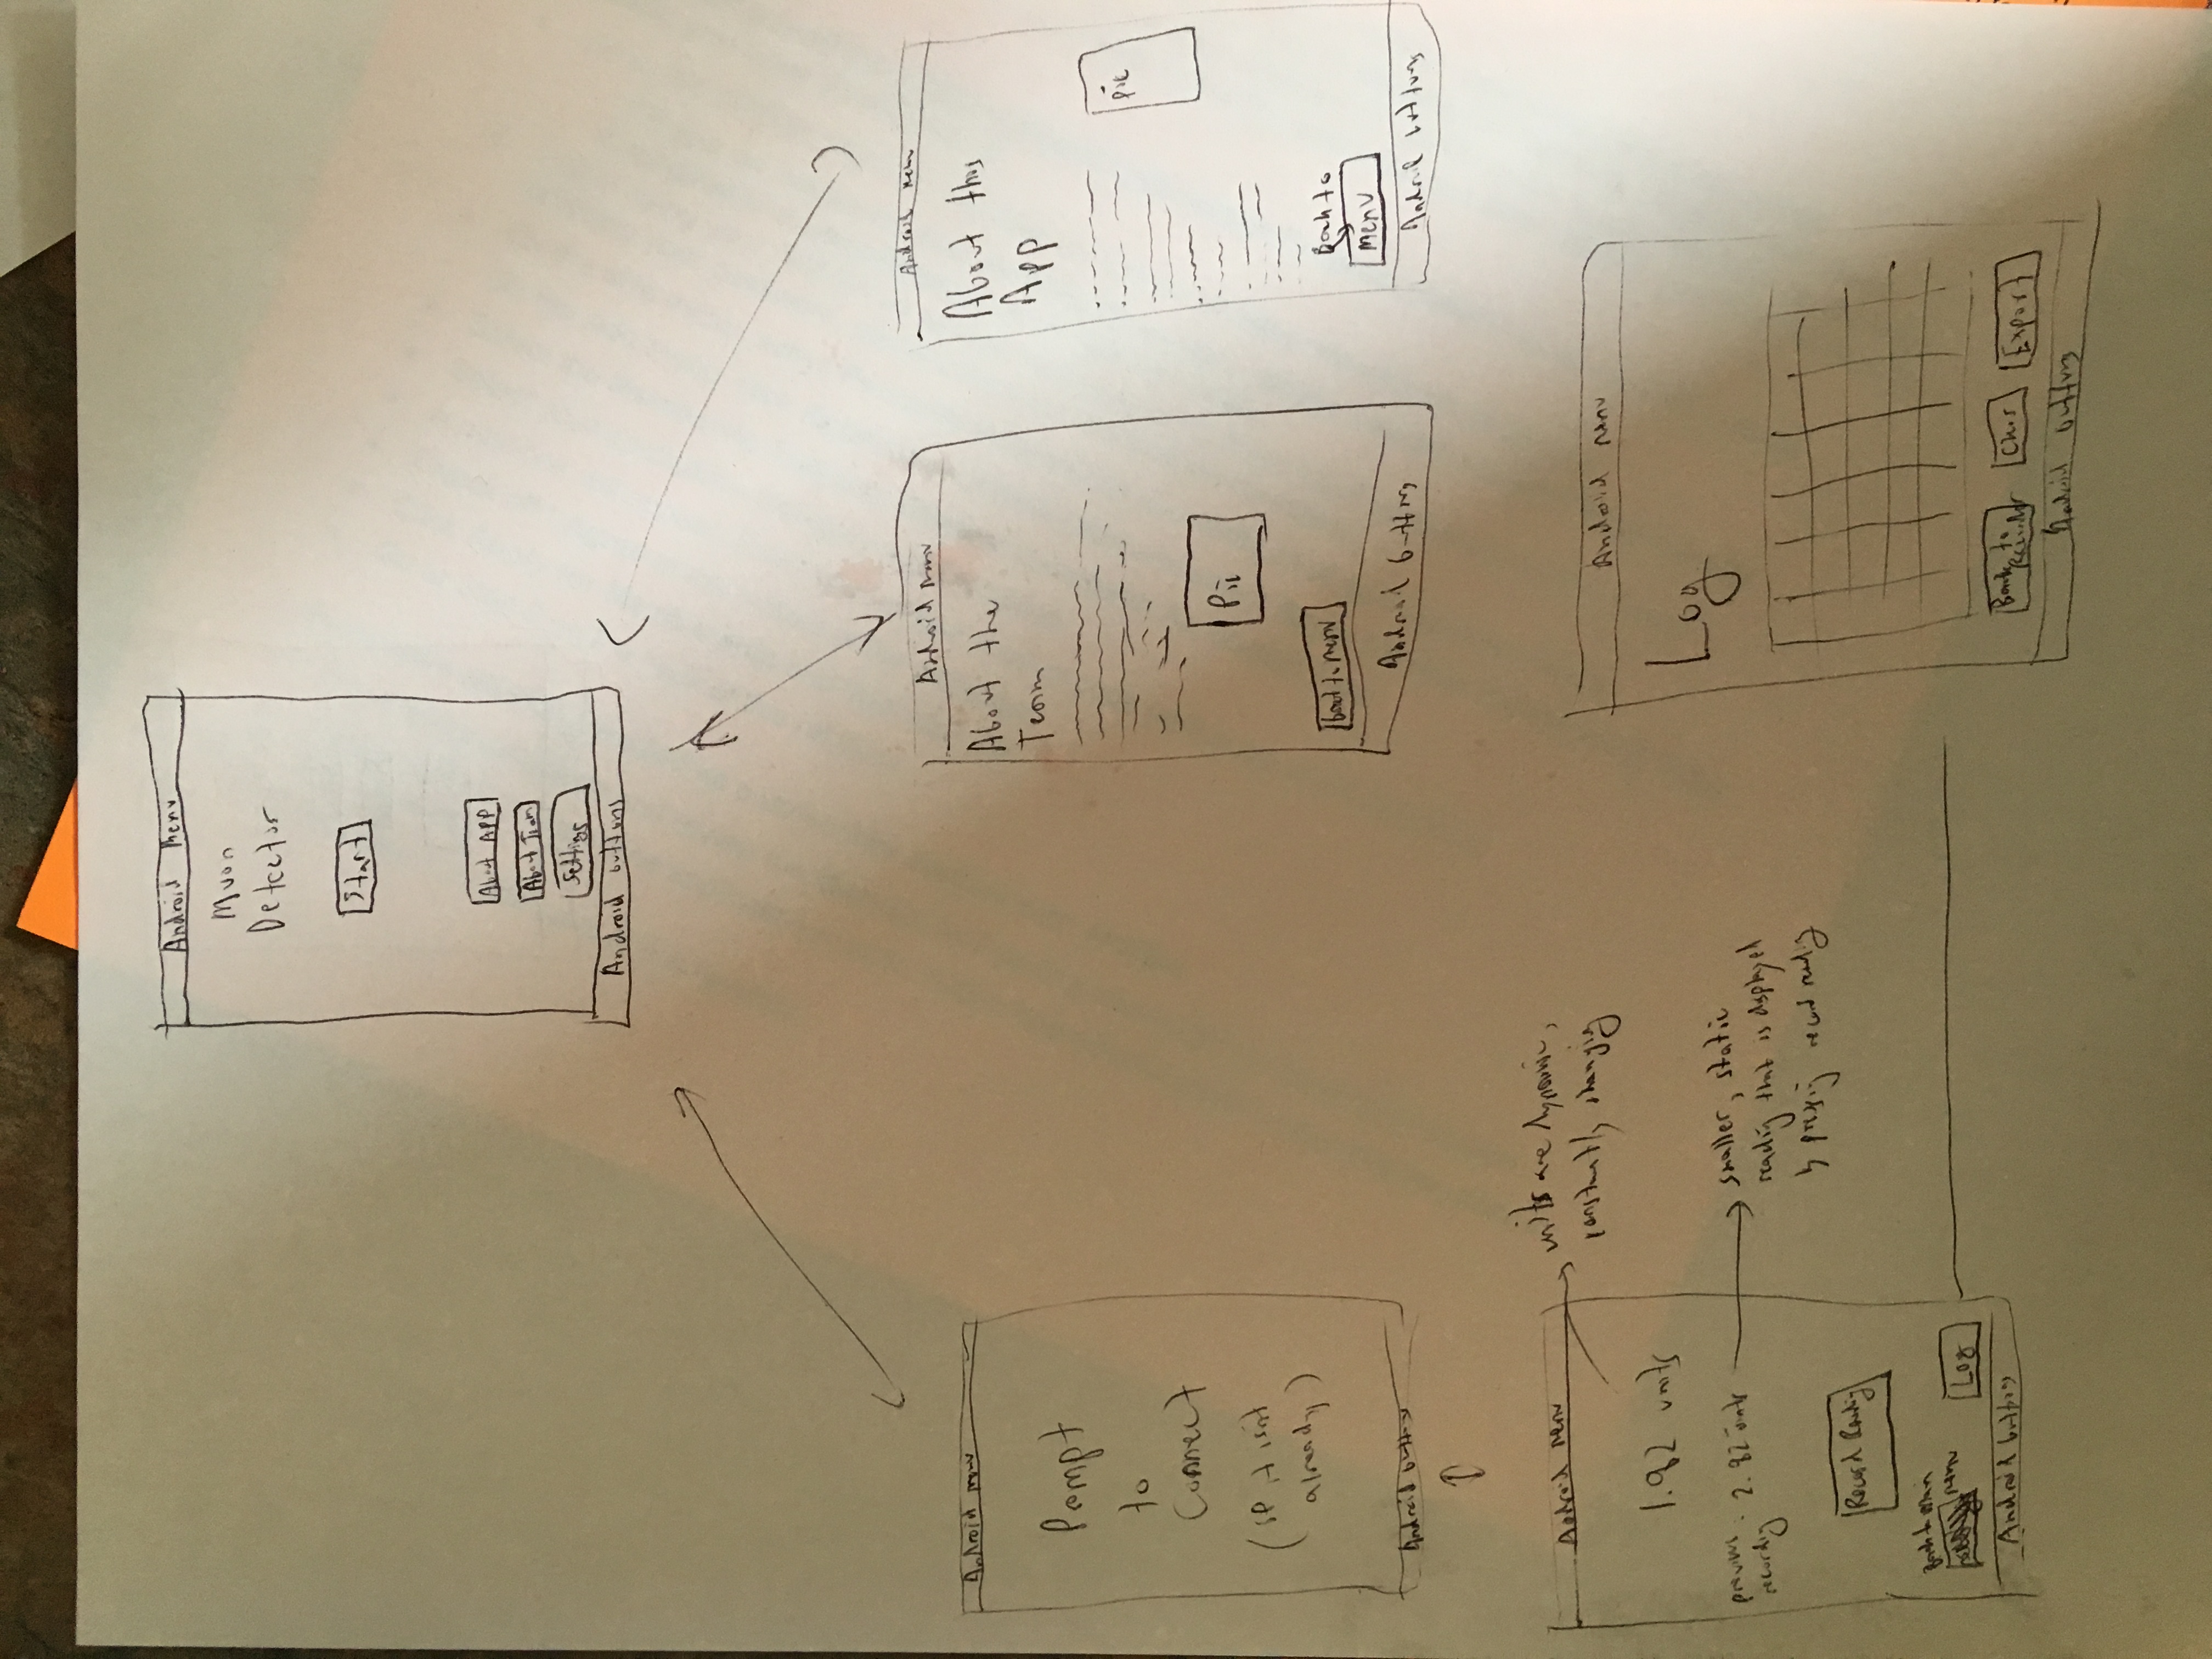 Android Menu
Muon
Detector
Start
About APP
About Team
Settings
Android buttons
Android menu
Prompt
to
Connect
(if it isn't
already)
Android buttons
Android menu
About the
Team
Pic
Back to menu
Android buttons
Android menu
About this
App
Pic
Back to
Menu
Android buttons
Android menu
units are dynamic,
constantly changing
1.82 units
previous
recording: 2.82 units
smaller, static
reading that is displayed
by pressing record reading
Record Reading
Back to Main
menu
Log
Android buttons
Android menu
Log
Back to
Export
Android buttons